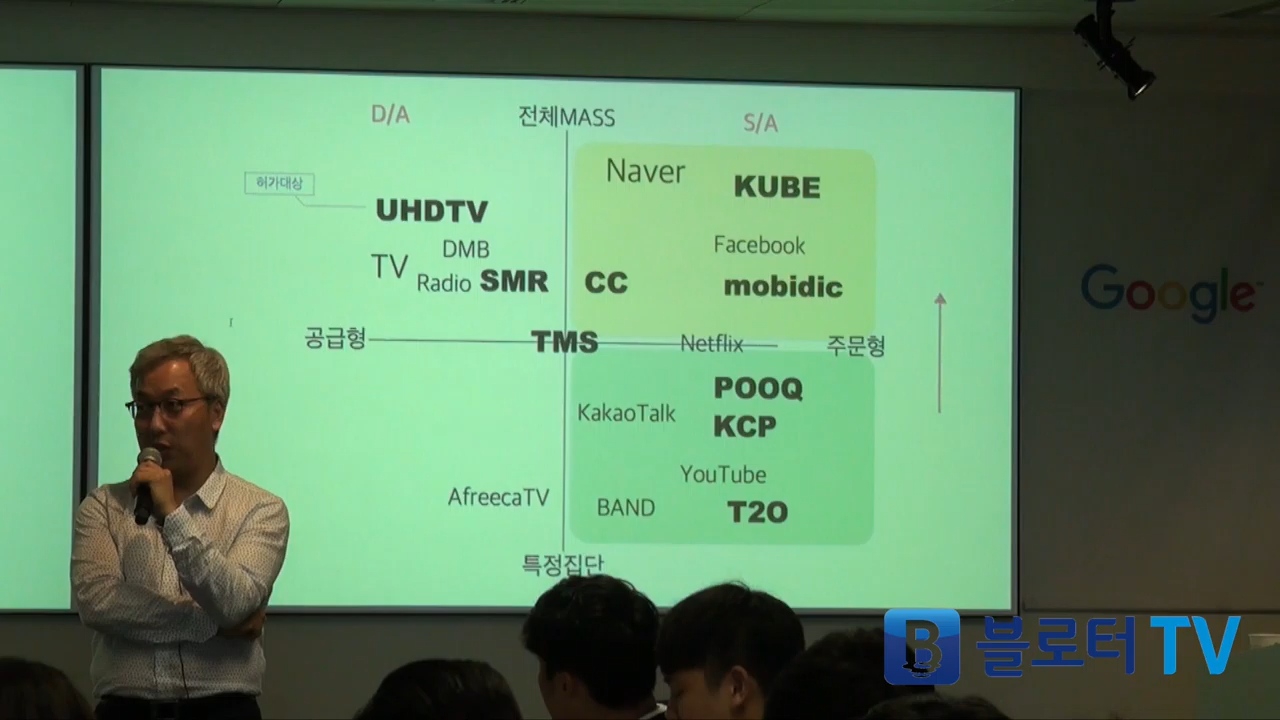 D/A
전체MASS
S/A
허가대상
Naver
KUBE
UHDTV
DMB
Facebook
TV
Radio SMR
CC
mobidic
공급형
TMS
Netflix
주문형
POOQ
KakaoTalk
KCP
YouTube
AfreecaTV
BAND
T2O
특정집단
Google
B 블로터TV